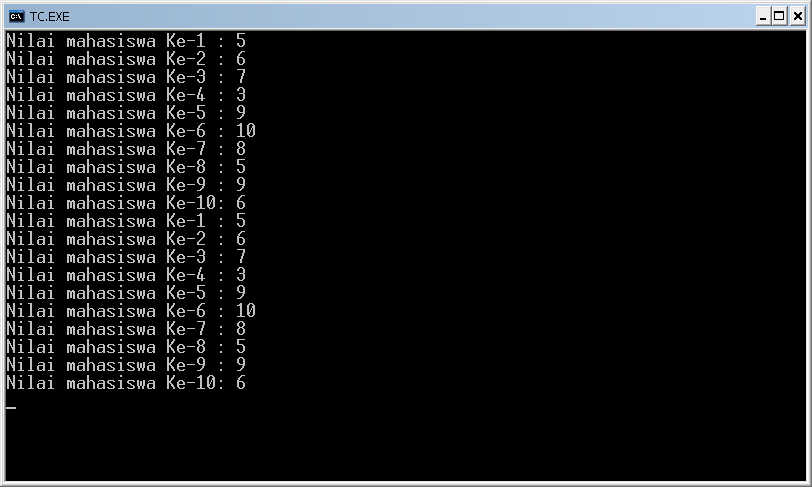 TC.EXE
Nilai mahasiswa Ke-1 : 5
Nilai mahasiswa Ke-2 : 6
Nilai mahasiswa Ke-3 : 7
Nilai mahasiswa Ke-4 : 3
Nilai mahasiswa Ke-5 : 9
Nilai mahasiswa Ke-6 : 10
Nilai mahasiswa Ke-7 : 8
Nilai mahasiswa Ke-8 : 5
Nilai mahasiswa Ke-9 : 9
Nilai mahasiswa Ke-10: 6
Nilai mahasiswa Ke-1 : 5
Nilai mahasiswa Ke-2 : 6
Nilai mahasiswa Ke-3 : 7
Nilai mahasiswa Ke-4 : 3
Nilai mahasiswa Ke-5 : 9
Nilai mahasiswa Ke-6 : 10
Nilai mahasiswa Ke-7 : 8
Nilai mahasiswa Ke-8 : 5
Nilai mahasiswa Ke-9 : 9
Nilai mahasiswa Ke-10: 6